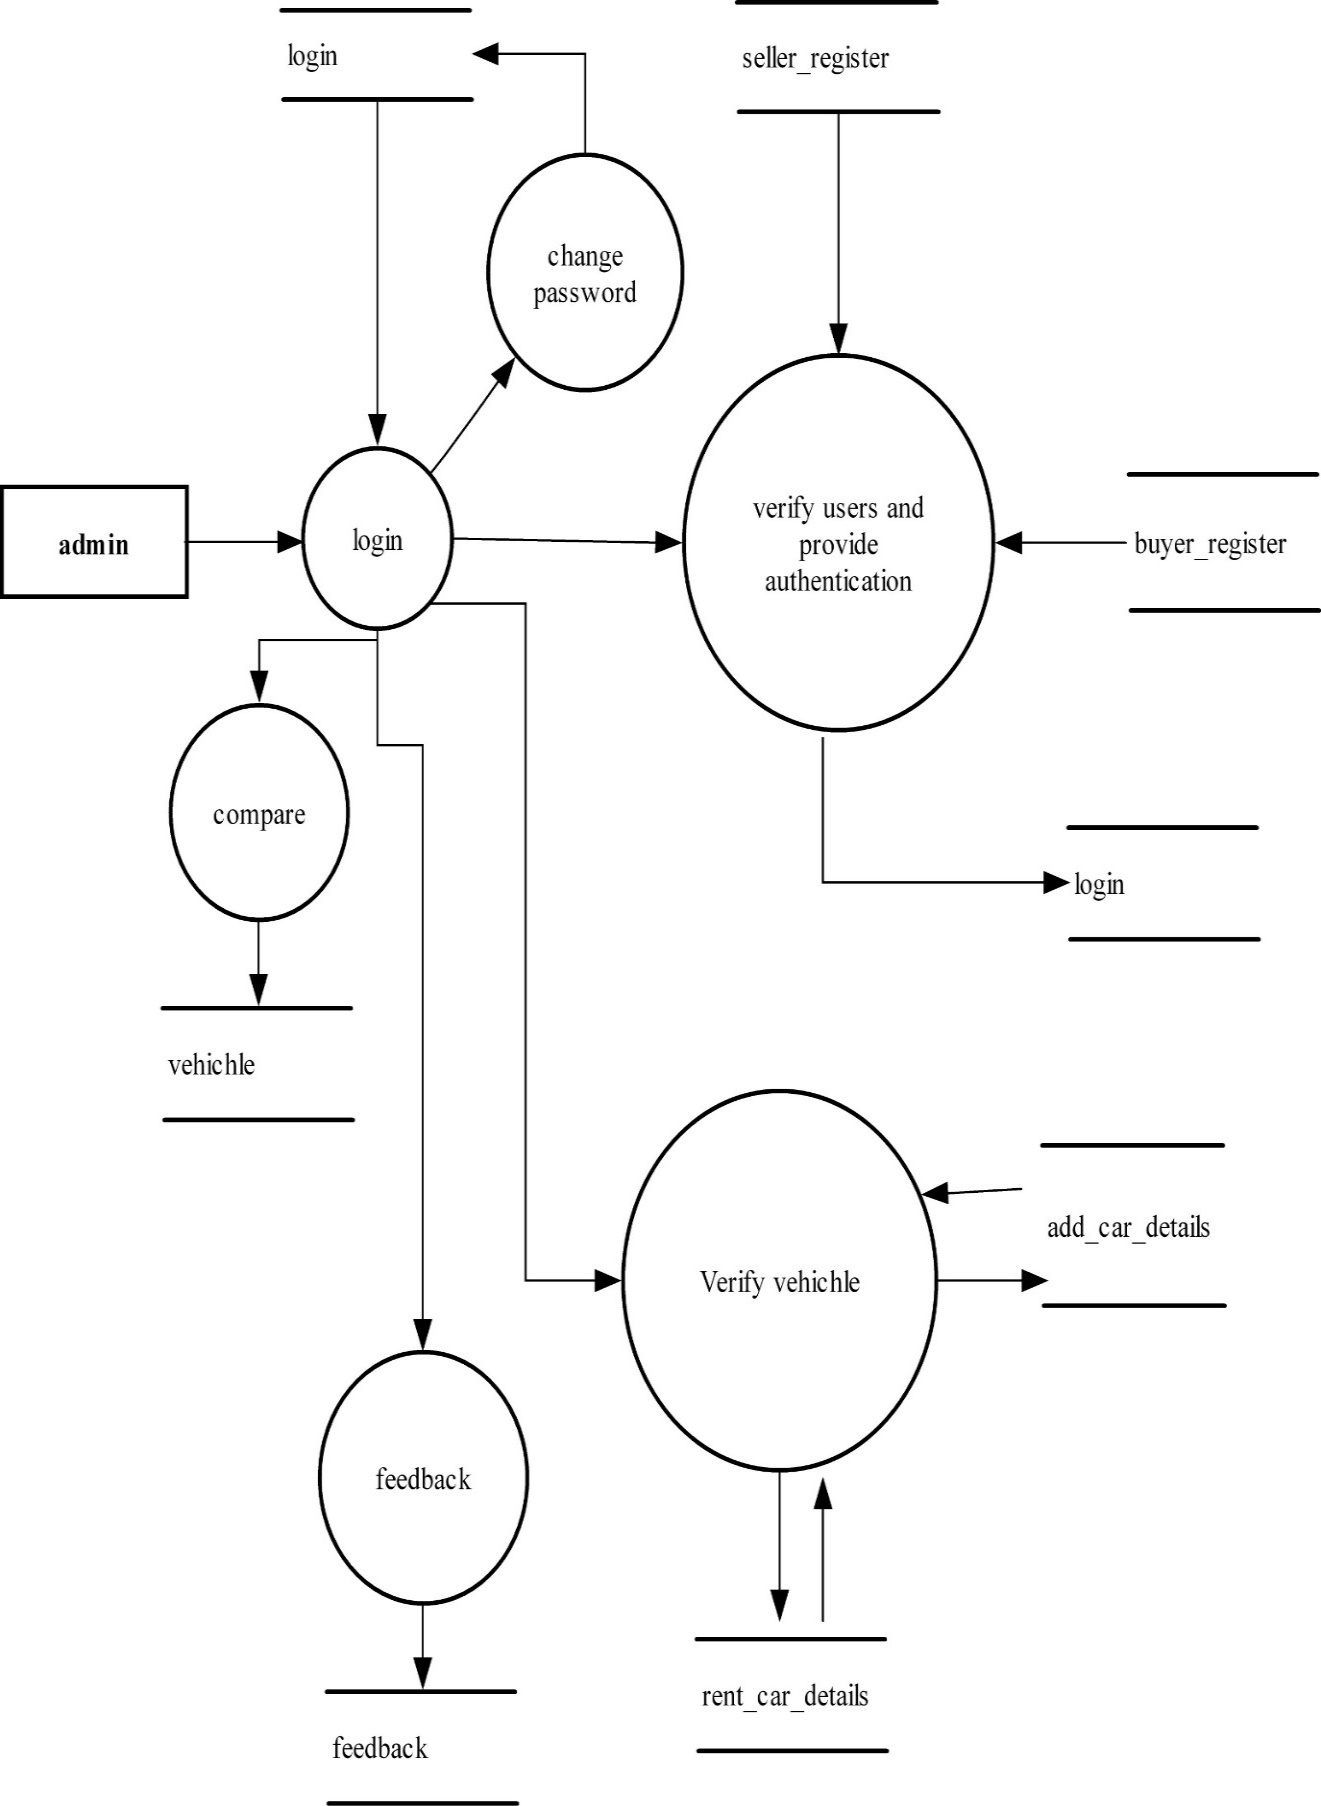 login
seller_register
change
password
admin
login
verify users and
provide
authentication
buyer_register
compare
login
vehichle
add_car_details
Verify vehichle
feedback
rent_car_details
feedback